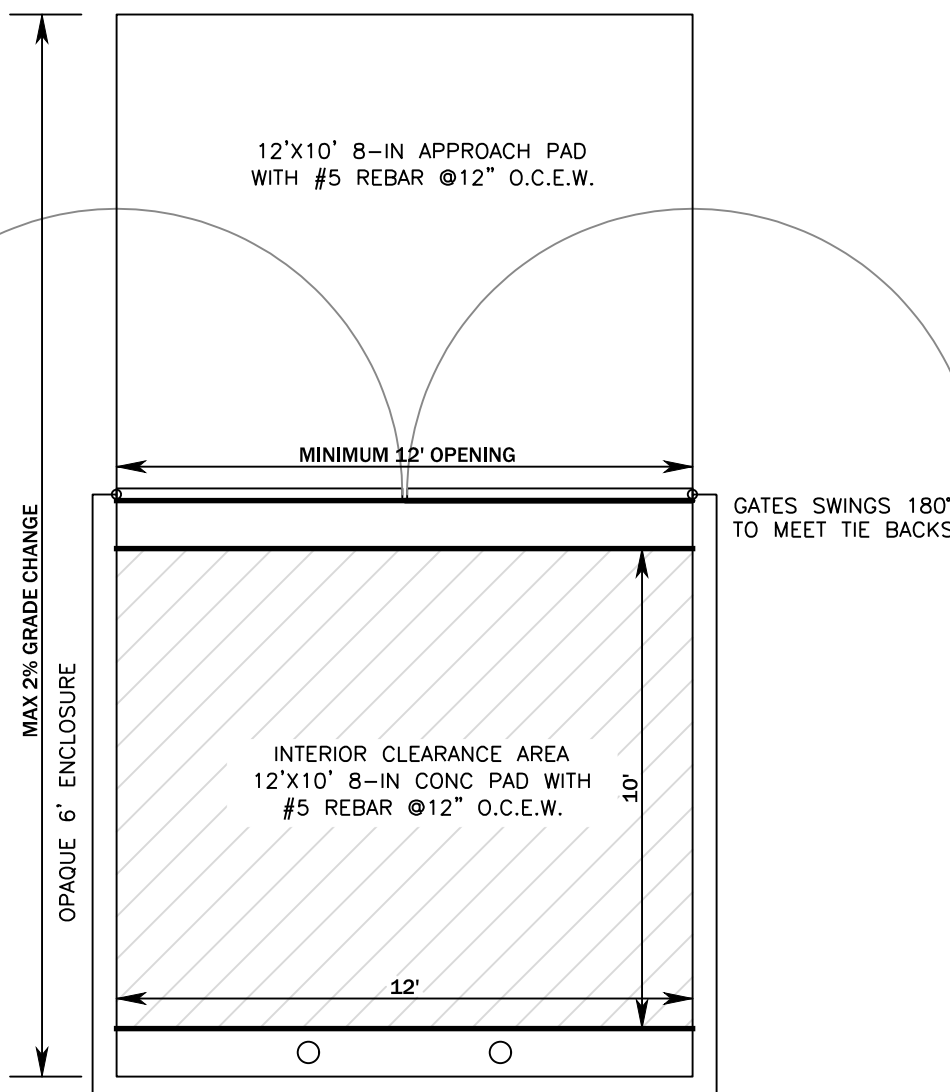 12'X10' 8-IN APPROACH PAD
WITH #5 REBAR @12" O.C.E.W.
MINIMUM 12' OPENING
GATES SWINGS 180°
TO MEET TIE BACKS
MAX 2% GRADE CHANGE
OPAQUE 6' ENCLOSURE
INTERIOR CLEARANCE AREA
12'X10' 8-IN CONC PAD WITH
#5 REBAR @12" O.C.E.W.
10'
12'